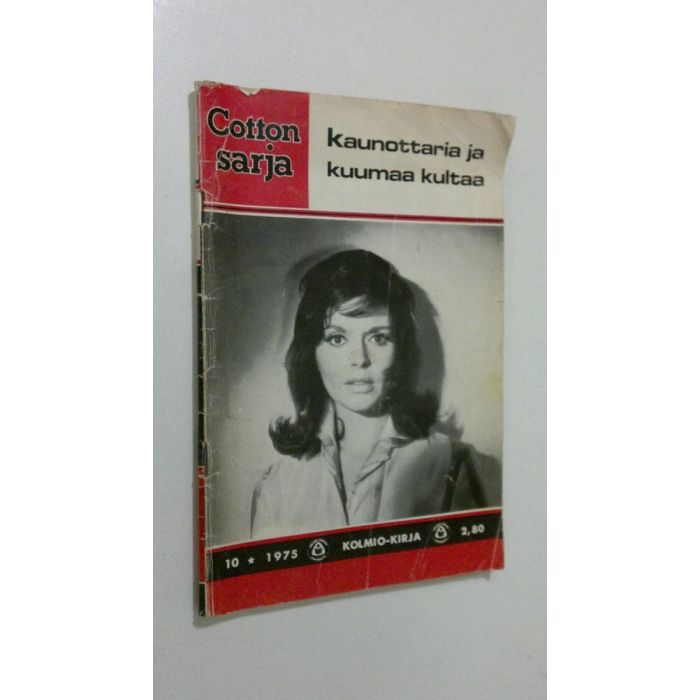 Cotton
sarja
Kaunottaria ja
kuumaa kultaa
10 ★ 1975 KOLMIO-KIRJA 2,80